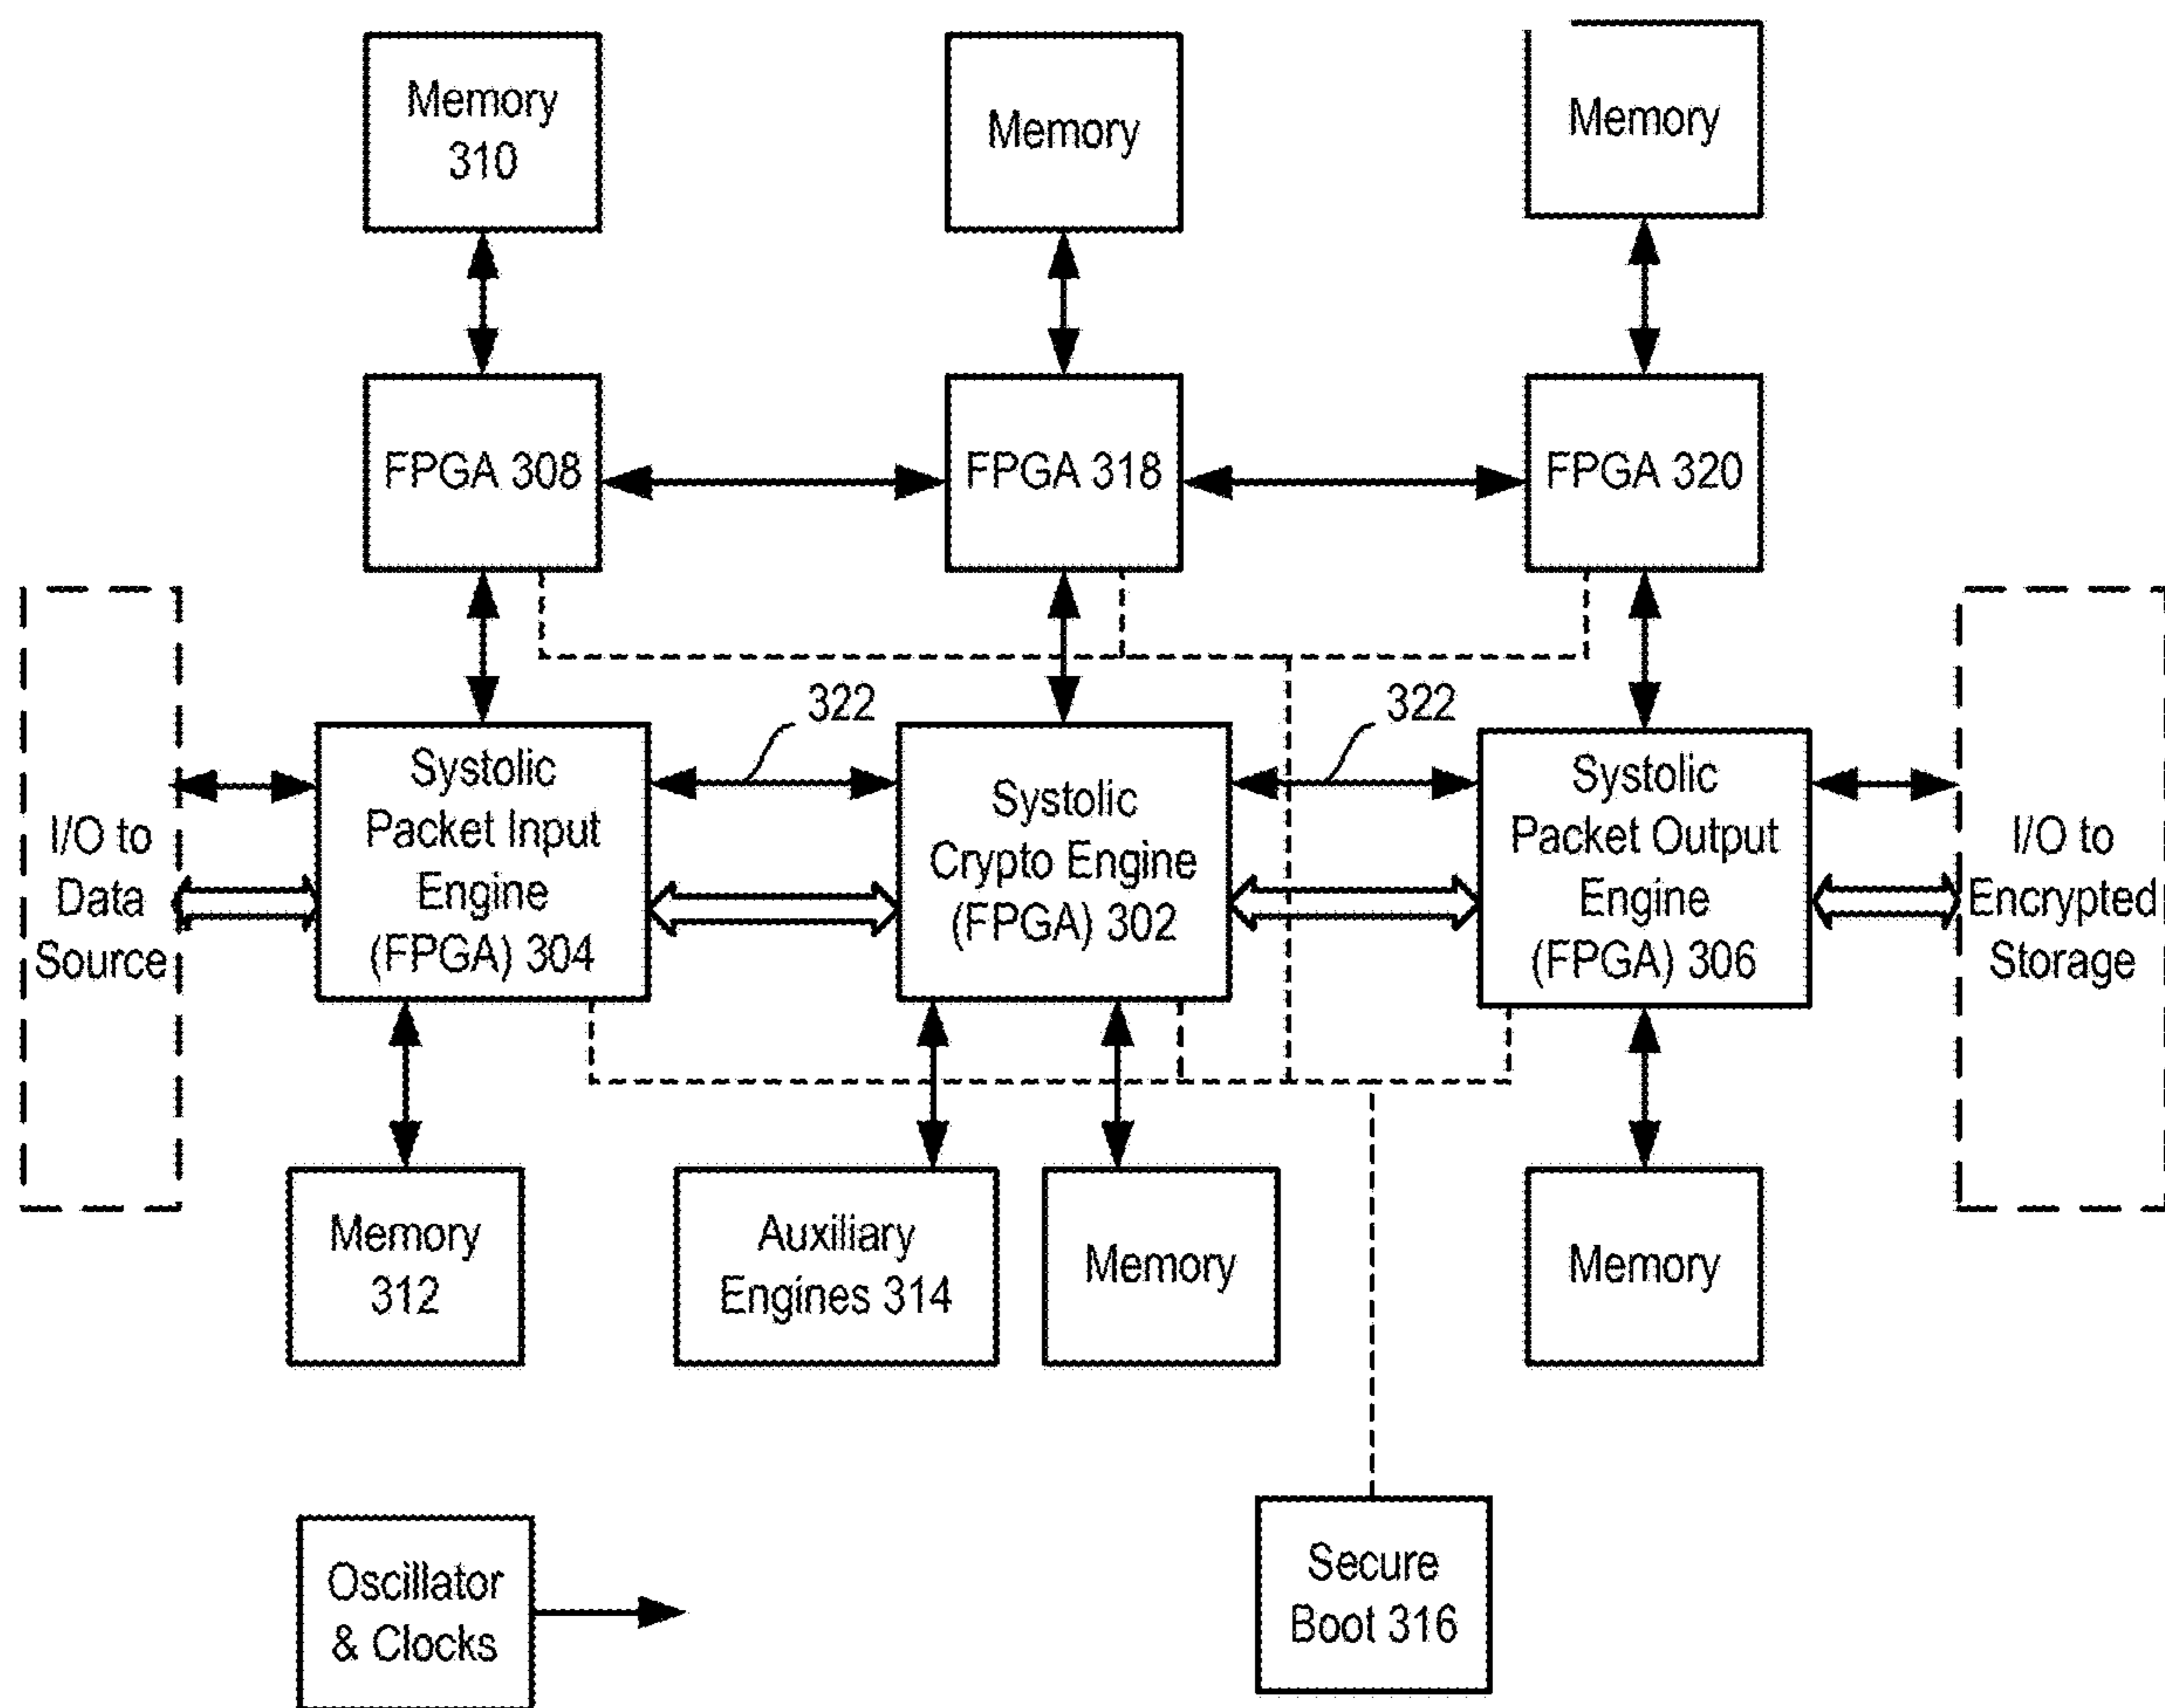 Memory
310
Memory
Memory
FPGA 308
FPGA 318
FPGA 320
322
322
I/O to
Data
Source
Systolic
Packet Input
Engine
(FPGA) 304
Systolic
Crypto Engine
(FPGA) 302
Systolic
Packet Output
Engine
(FPGA) 306
I/O to
Encrypted
Storage
Memory
312
Auxiliary
Engines 314
Memory
Memory
Oscillator
& Clocks
Secure
Boot 316